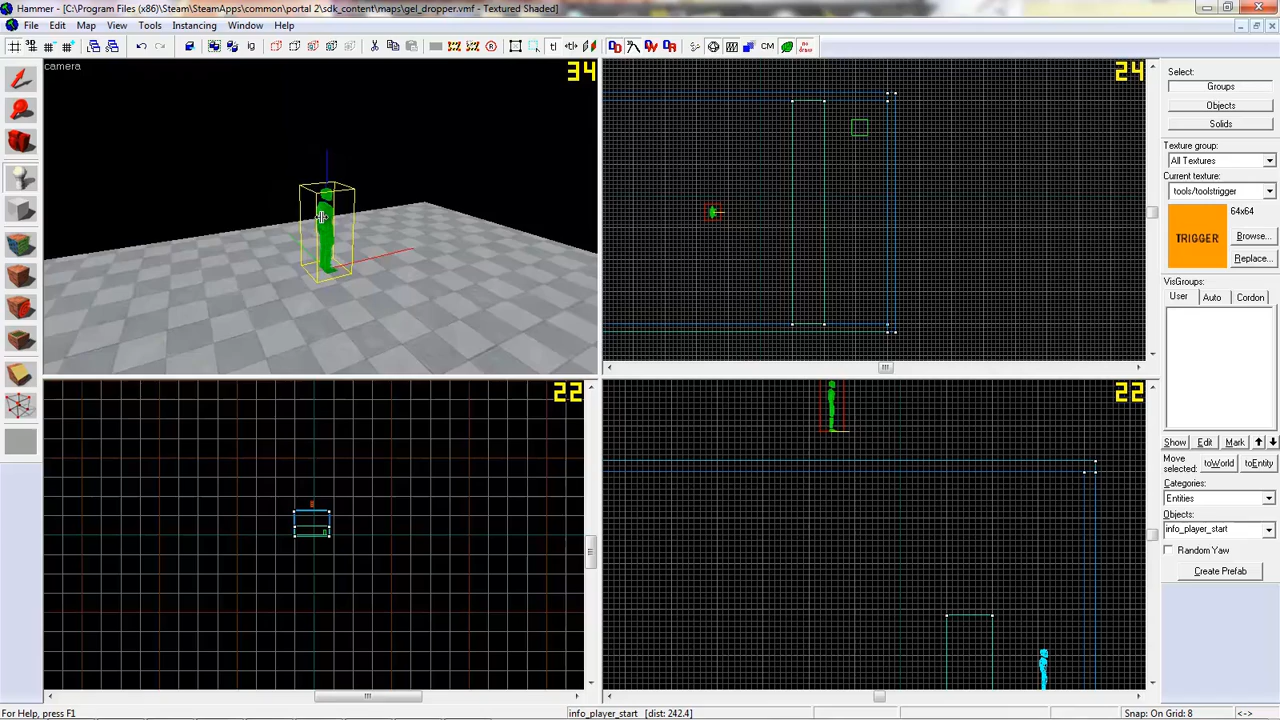 Hammer - [C:\Program Files (x86)\Steam\SteamApps\common\portal 2\sdk_content\maps\gel_dropper.vmf - Textured Shaded]
File Edit Map View Tools Instancing Window Help
CM
camera
34
24
22
22
Select:
Groups
Objects
Solids
Texture group:
All Textures
Current texture:
tools/toolstrigger
64x64
TRIGGER
Browse...
Replace...
VisGroups:
User Auto Cordon
Show Edit Mark
Move selected:
toWorld toEntity
Categories:
Entities
Objects:
info_player_start
Random Yaw
Create Prefab
For Help, press F1
info_player_start [dist: 242.4]
Snap: On Grid: 8
<->